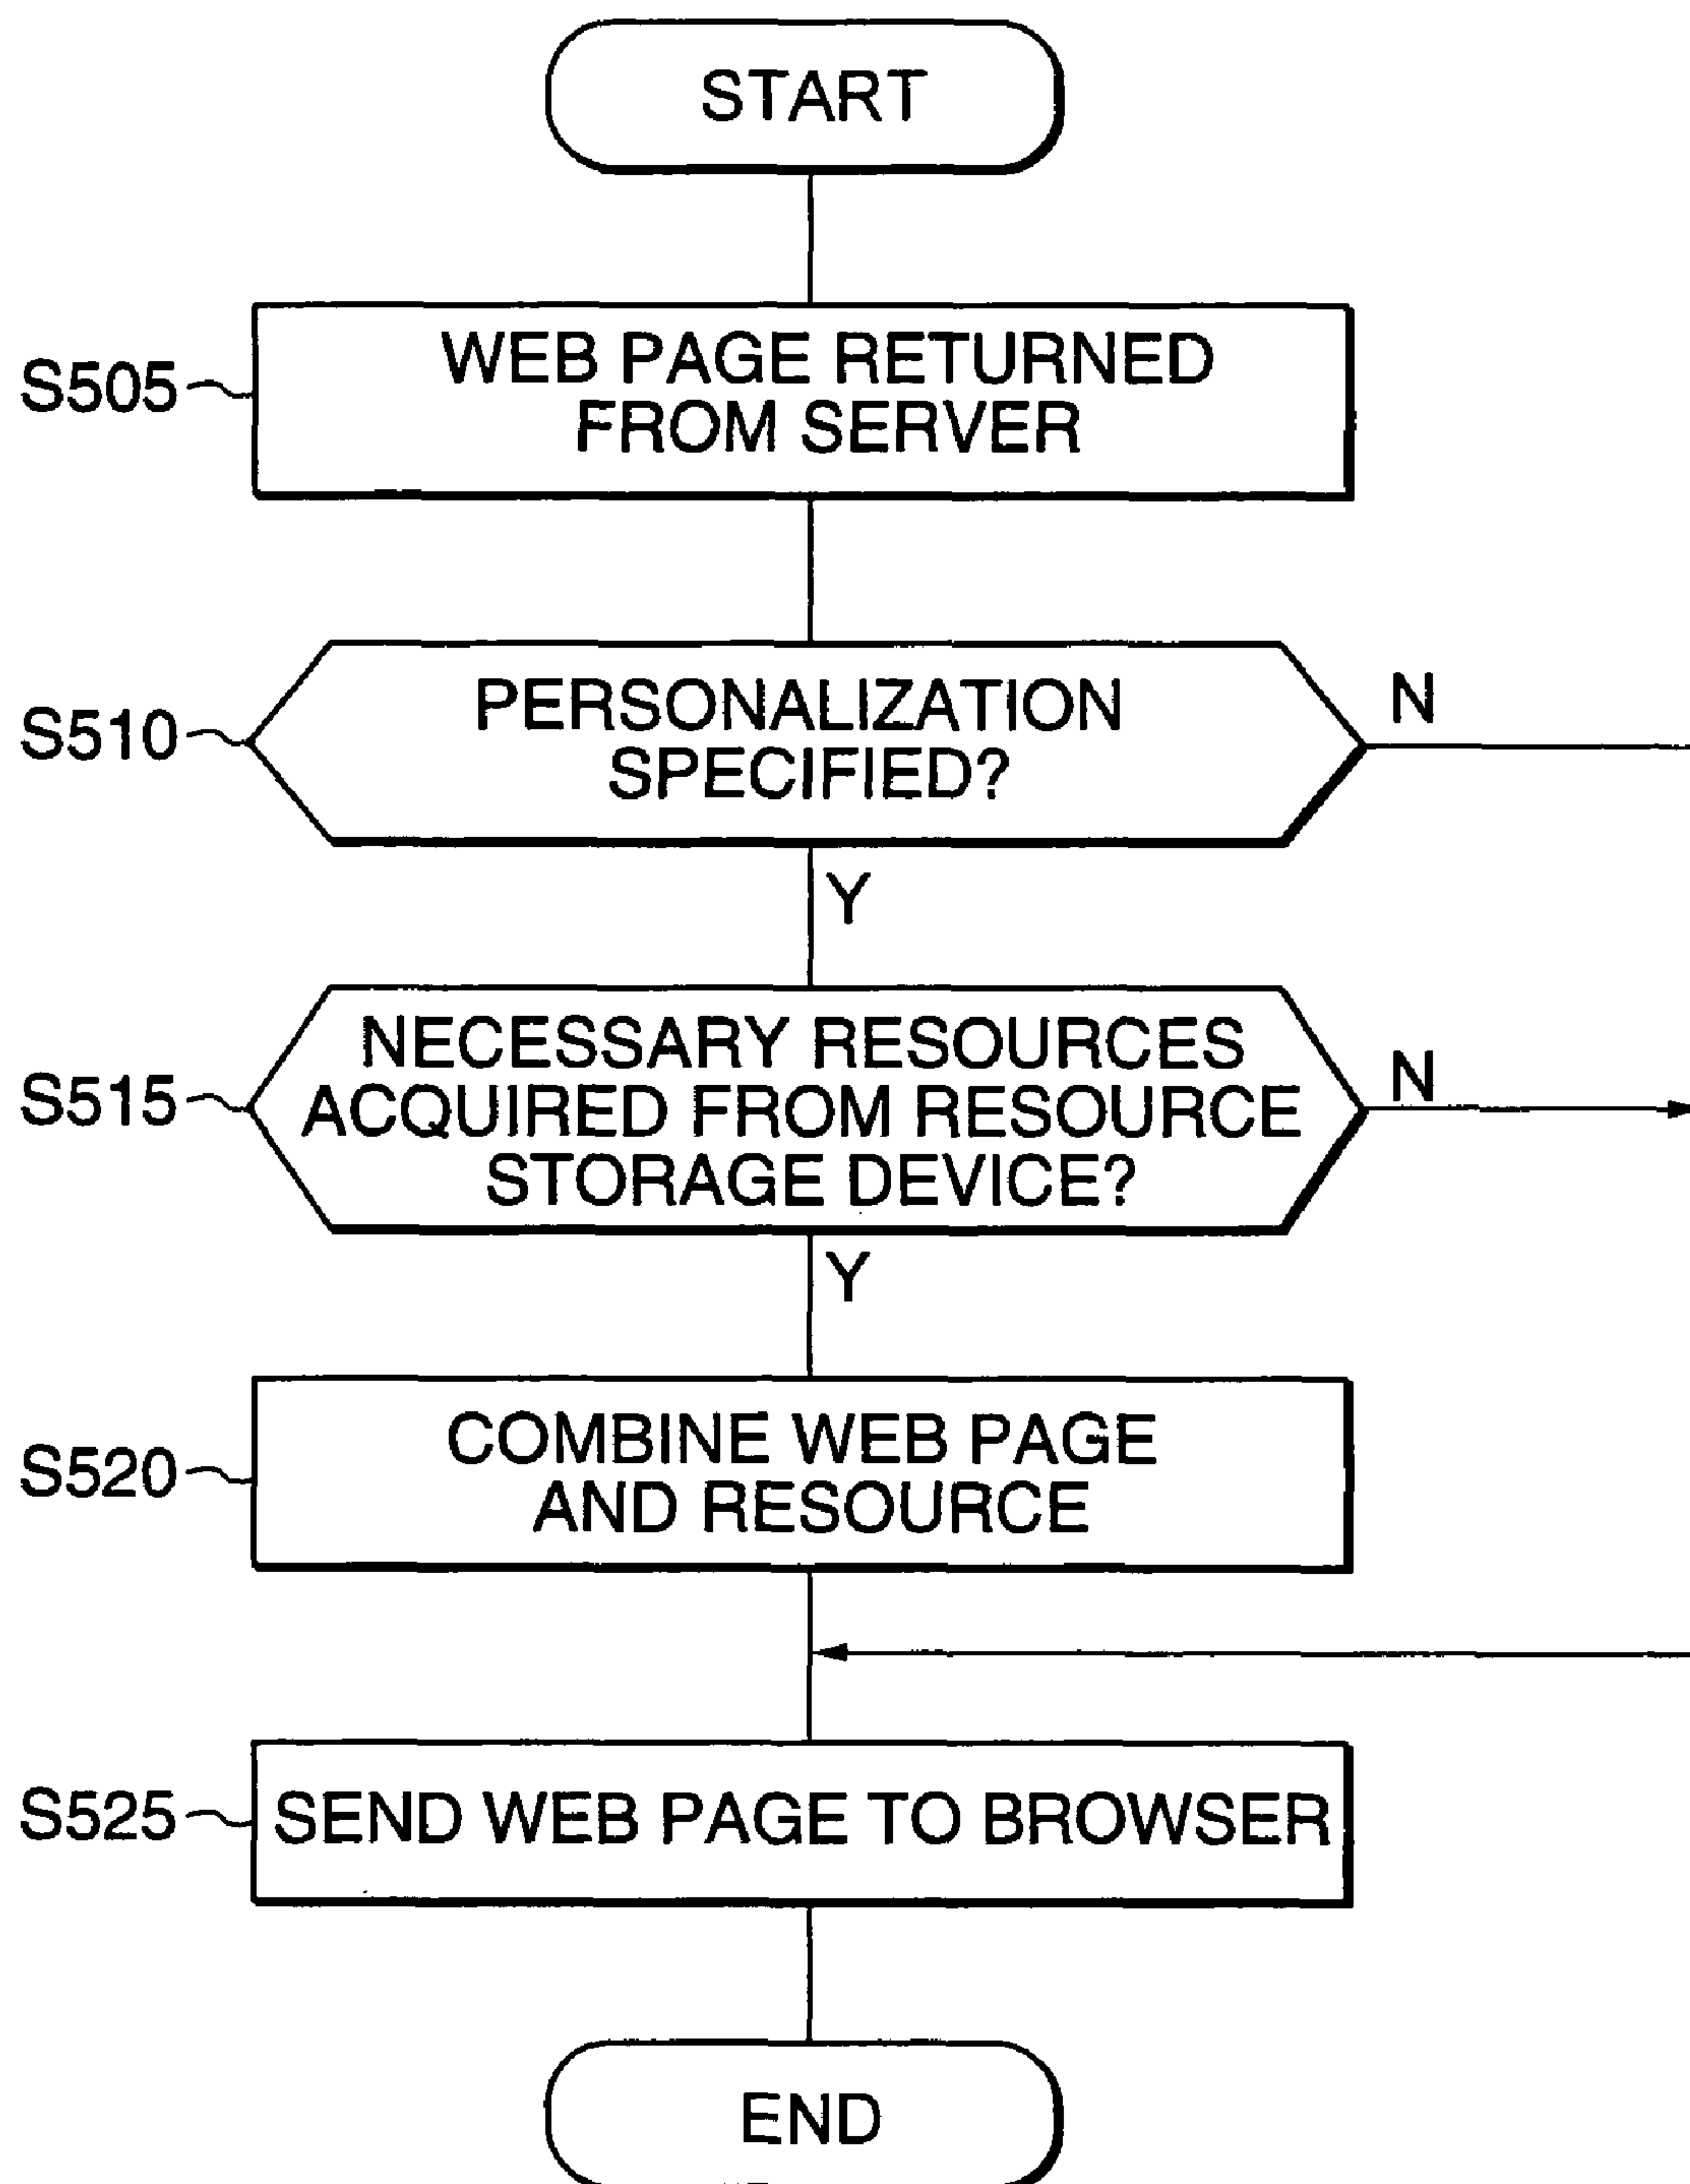 START
S505
WEB PAGE RETURNED
FROM SERVER
S510
PERSONALIZATION
SPECIFIED?
N
Y
S515
NECESSARY RESOURCES
ACQUIRED FROM RESOURCE
STORAGE DEVICE?
N
Y
S520
COMBINE WEB PAGE
AND RESOURCE
S525
SEND WEB PAGE TO BROWSER
END